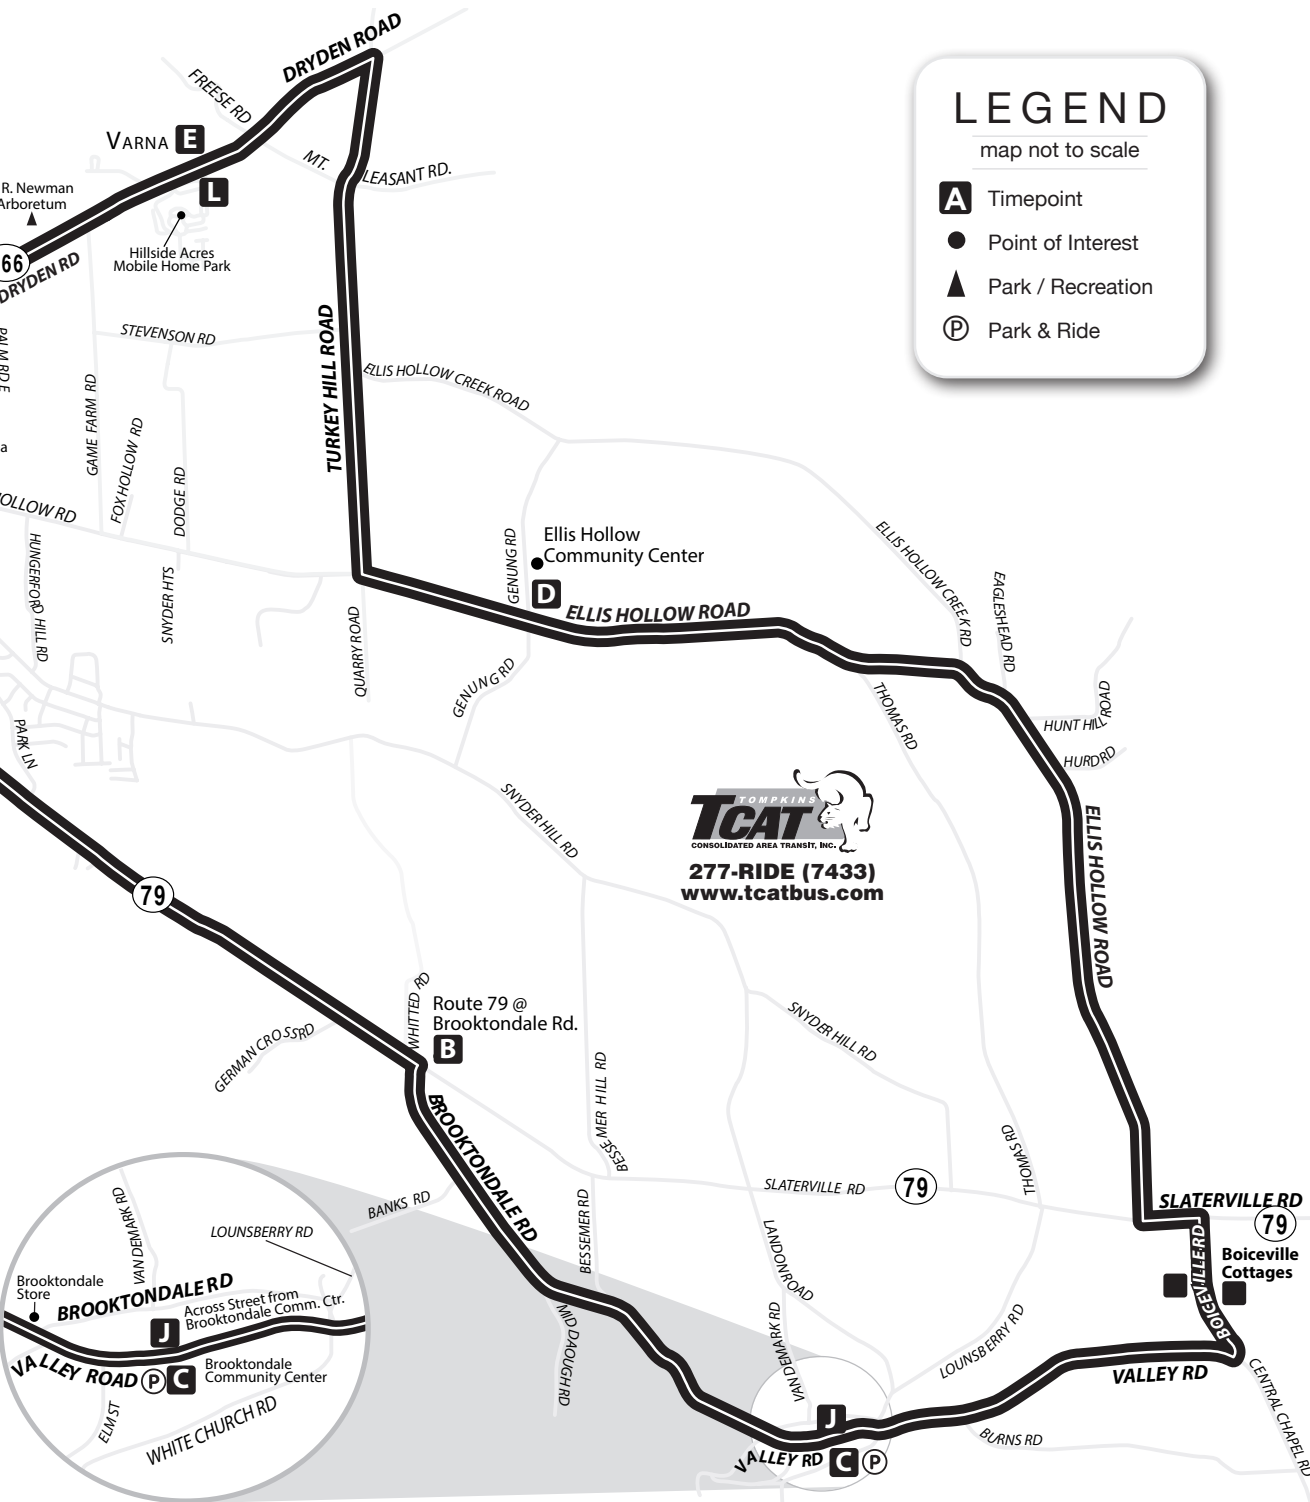 DRYDEN ROAD
FREESE RD
VARNA E
MT.
LEASANT RD.
L
R. Newman
Arboretum
Hillside Acres
Mobile Home Park
66
DRYDEN RD
STEVENSON RD
PALM RD E
GAME FARM RD
FOX HOLLOW RD
DODGE RD
TURKEY HILL ROAD
ELLIS HOLLOW CREEK ROAD
a
OLLOW RD
HUNGERFORD HILL RD
SNYDER HTS
QUARRY ROAD
GENUNG RD
Ellis Hollow
Community Center
D
ELLIS HOLLOW ROAD
GENUNG RD
ELLIS HOLLOW CREEK RD
EAGLESHEAD RD
THOMAS RD
HUNT HILL ROAD
HURD RD
PARK LN
SNYDER HILL RD
LEGEND
map not to scale
A Timepoint
Point of Interest
Park / Recreation
P Park & Ride
TOMPKINS
TCAT
CONSOLIDATED AREA TRANSIT, INC.
277-RIDE (7433)
www.tcatbus.com
ELLIS HOLLOW ROAD
79
WHITTED RD
Route 79 @
Brooktondale Rd.
B
GERMAN CROSS RD
SNYDER HILL RD
BESSEMER HILL RD
BROOKTONDALE RD
BANKS RD
BESSEMER RD
SLATERVILLE RD
79
THOMAS RD
SLATERVILLE RD
79
BOICEVILLE RD
Boiceville
Cottages
LANDON ROAD
VAN DEMARK RD
LOUNSBERRY RD
MIDDAOUGH RD
VALLEY RD
CENTRAL CHAPEL RD
BURNS RD
J
VALLEY RD C P
VAN DEMARK RD
LOUNSBERRY RD
Brooktondale
Store
BROOKTONDALE RD
Across Street from
Brooktondale Comm. Ctr.
J
VALLEY ROAD P C
Brooktondale
Community Center
ELM ST
WHITE CHURCH RD